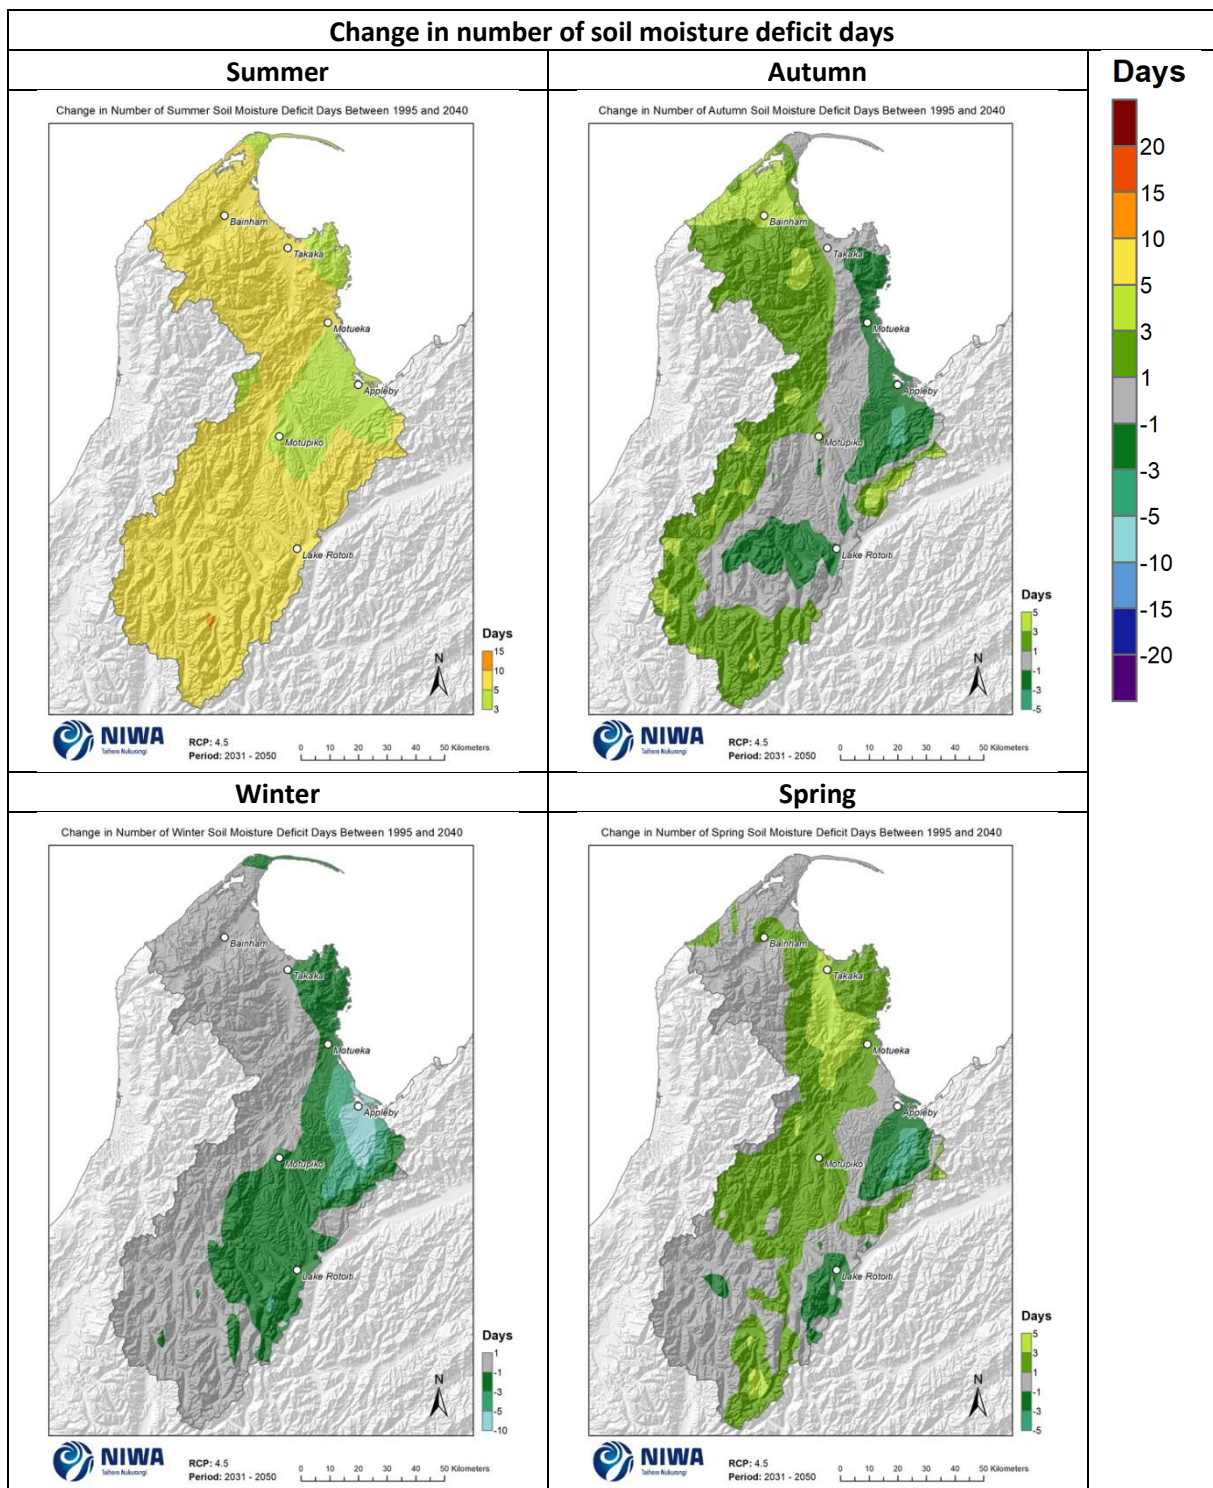 Change in number of soil moisture deficit days
Summer
Autumn
Days
20
15
10
5
3
1
-1
-3
-5
-10
-15
-20
Change in Number of Summer Soil Moisture Deficit Days Between 1995 and 2040
Bainham
Takaka
Motueka
Appleby
Motupiko
Lake Rotoiti
Days
15
10
5
3
N
NIWA
Taihoro Nukurangi
RCP: 4.5
Period: 2031 - 2050
0 10 20 30 40 50 Kilometers
Change in Number of Autumn Soil Moisture Deficit Days Between 1995 and 2040
Bainham
Takaka
Motueka
Appleby
Motupiko
Lake Rotoiti
Days
5
3
1
-1
-3
-5
N
NIWA
Taihoro Nukurangi
RCP: 4.5
Period: 2031 - 2050
0 10 20 30 40 50 Kilometers
Winter
Spring
Change in Number of Winter Soil Moisture Deficit Days Between 1995 and 2040
Bainham
Takaka
Motueka
Appleby
Motupiko
Lake Rotoiti
Days
1
-1
-3
-5
-10
N
NIWA
Taihoro Nukurangi
RCP: 4.5
Period: 2031 - 2050
0 10 20 30 40 50 Kilometers
Change in Number of Spring Soil Moisture Deficit Days Between 1995 and 2040
Bainham
Takaka
Motueka
Appleby
Motupiko
Lake Rotoiti
Days
5
3
1
-1
-3
-5
N
NIWA
Taihoro Nukurangi
RCP: 4.5
Period: 2031 - 2050
0 10 20 30 40 50 Kilometers